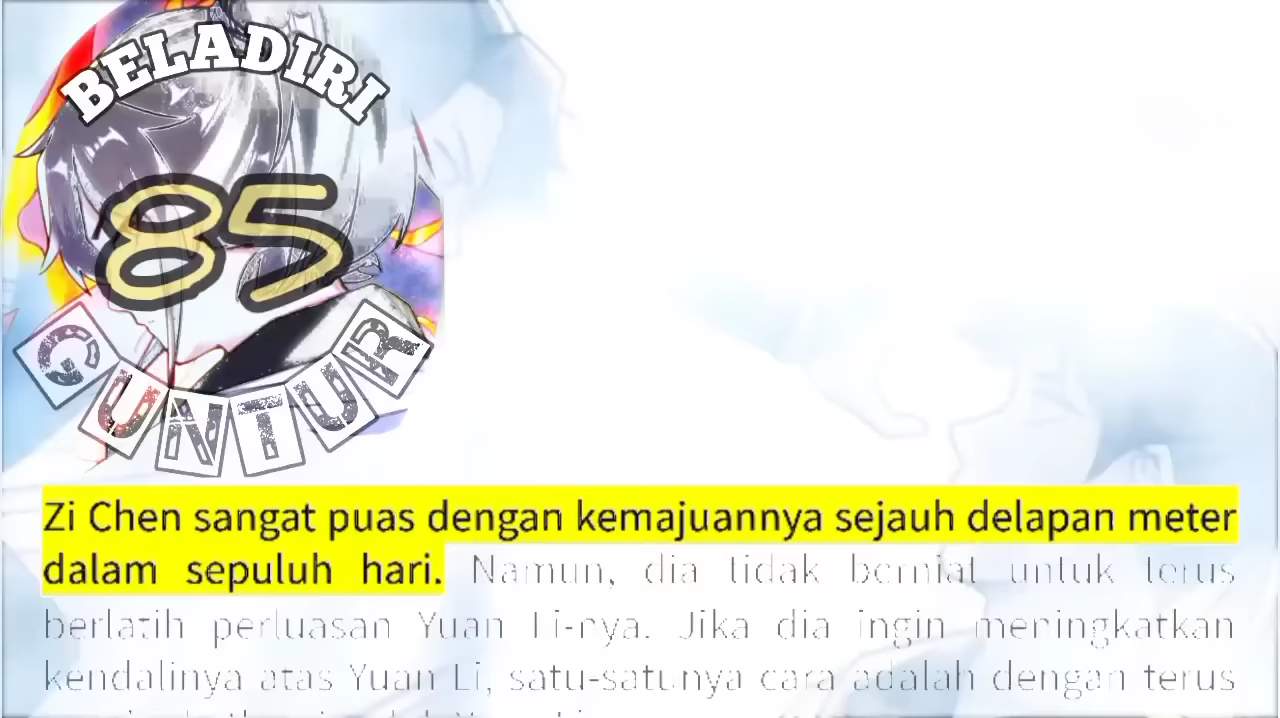 BELADIRI
85
GUNTUR
Zi Chen sangat puas dengan kemajuannya sejauh delapan meter
dalam sepuluh hari. Namun, dia tidak berniat untuk terus
berlatih perluasan Yuan Li-nya. Jika dia ingin meningkatkan
kendalinya atas Yuan Li, satu-satunya cara adalah dengan terus